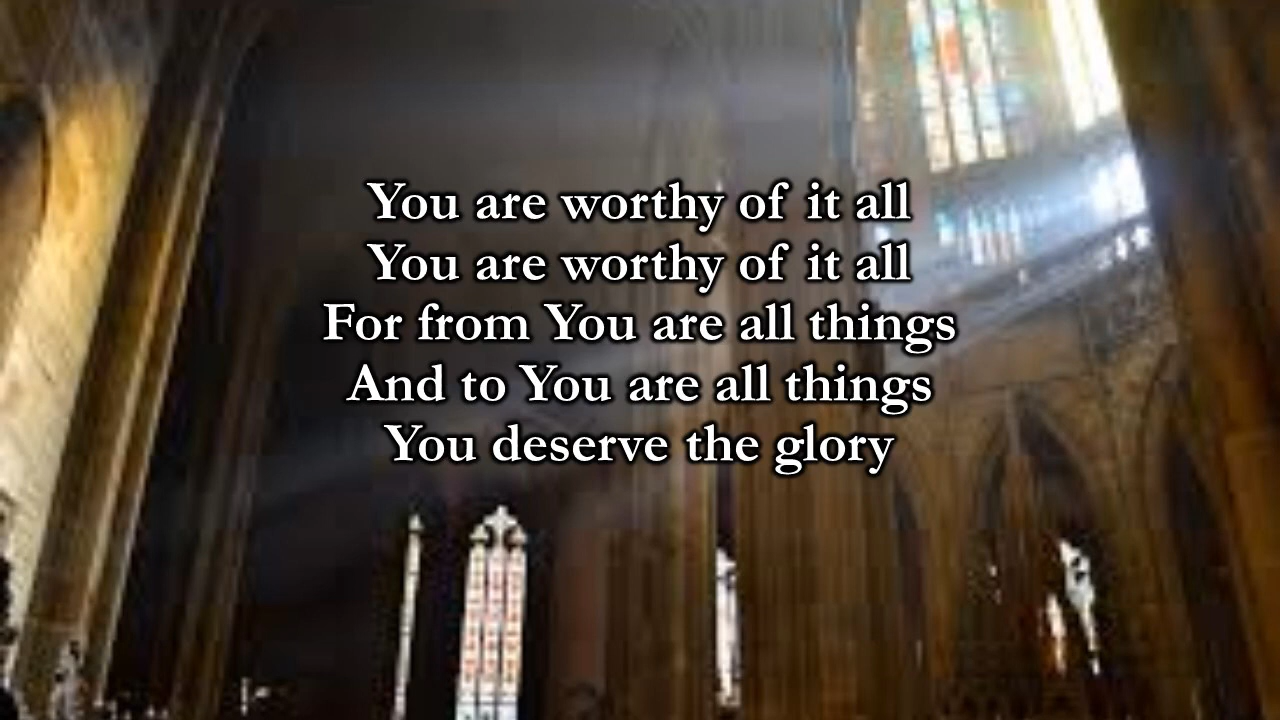 You are worthy of it all
You are worthy of it all
For from You are all things
And to You are all things
You deserve the glory